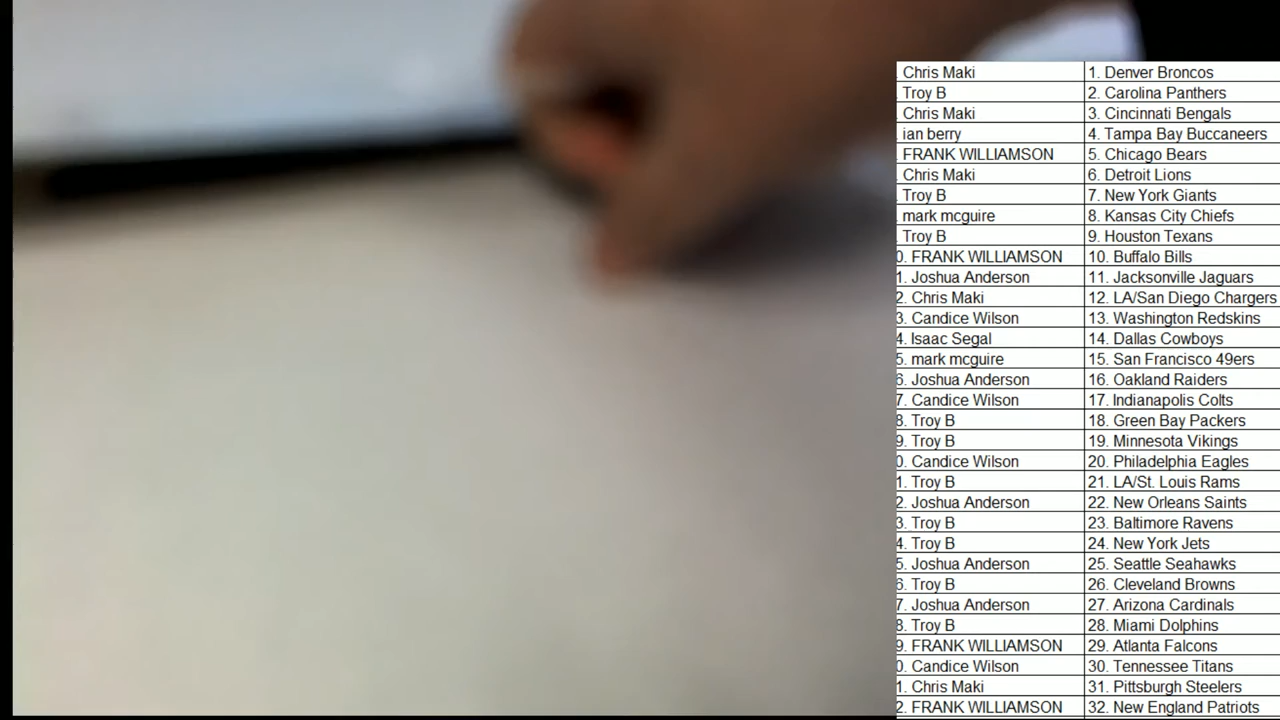 Chris Maki 1. Denver Broncos
Troy B 2. Carolina Panthers
Chris Maki 3. Cincinnati Bengals
ian berry 4. Tampa Bay Buccaneers
FRANK WILLIAMSON 5. Chicago Bears
Chris Maki 6. Detroit Lions
Troy B 7. New York Giants
mark mcguire 8. Kansas City Chiefs
Troy B 9. Houston Texans
0. FRANK WILLIAMSON 10. Buffalo Bills
1. Joshua Anderson 11. Jacksonville Jaguars
2. Chris Maki 12. LA/San Diego Chargers
3. Candice Wilson 13. Washington Redskins
4. Isaac Segal 14. Dallas Cowboys
5. mark mcguire 15. San Francisco 49ers
6. Joshua Anderson 16. Oakland Raiders
7. Candice Wilson 17. Indianapolis Colts
8. Troy B 18. Green Bay Packers
9. Troy B 19. Minnesota Vikings
0. Candice Wilson 20. Philadelphia Eagles
1. Troy B 21. LA/St. Louis Rams
2. Joshua Anderson 22. New Orleans Saints
3. Troy B 23. Baltimore Ravens
4. Troy B 24. New York Jets
5. Joshua Anderson 25. Seattle Seahawks
6. Troy B 26. Cleveland Browns
7. Joshua Anderson 27. Arizona Cardinals
8. Troy B 28. Miami Dolphins
9. FRANK WILLIAMSON 29. Atlanta Falcons
0. Candice Wilson 30. Tennessee Titans
1. Chris Maki 31. Pittsburgh Steelers
2. FRANK WILLIAMSON 32. New England Patriots